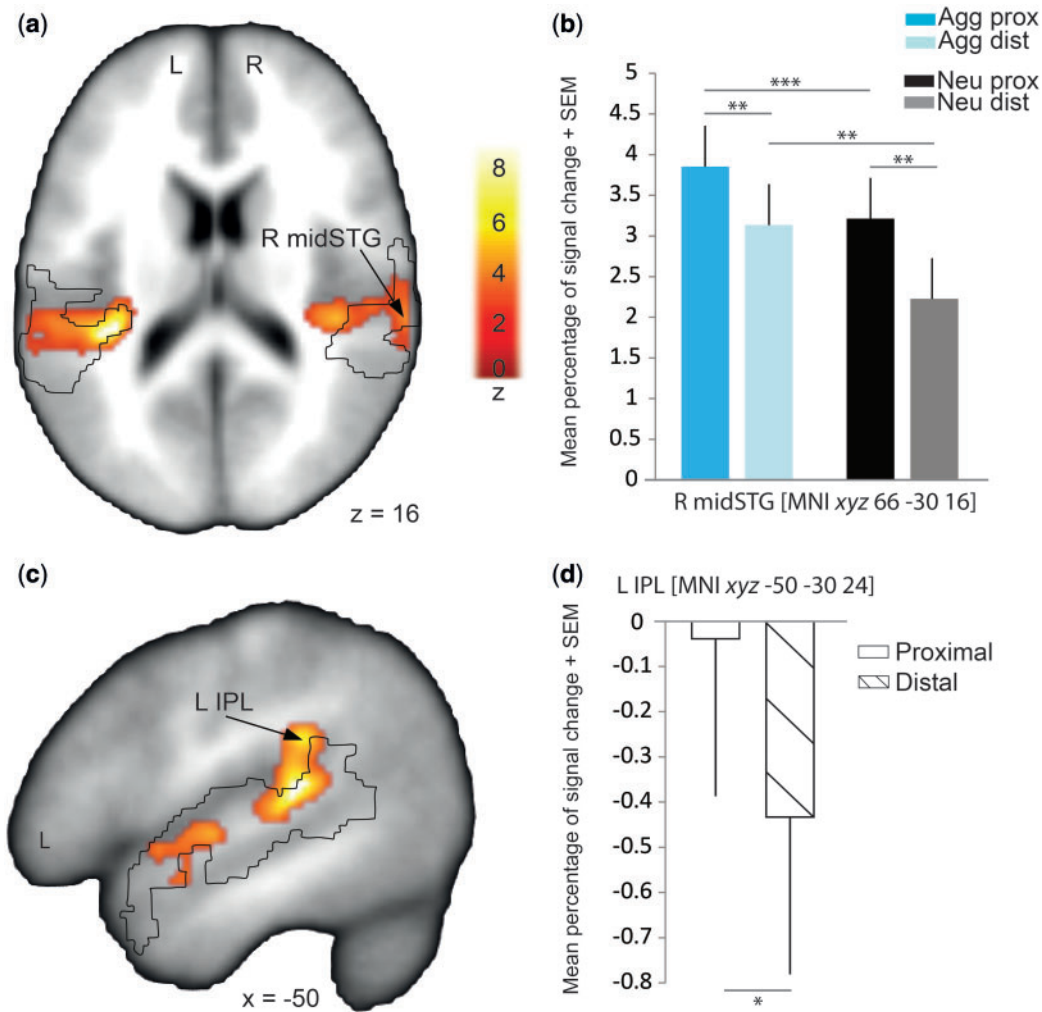 (a)
L R
R midSTG
8
6
4
2
0
z
z = 16
(b)
Agg prox
Agg dist
Neu prox
Neu dist
Mean percentage of signal change + SEM
5
4.5
4
3.5
3
2.5
2
1.5
1
0.5
0
***
**
**
**
R midSTG [MNI xyz 66 -30 16]
(c)
L IPL
L
x = -50
(d)
L IPL [MNI xyz -50 -30 24]
Mean percentage of signal change + SEM
0
-0.1
-0.2
-0.3
-0.4
-0.5
-0.6
-0.7
-0.8
Proximal
Distal
*